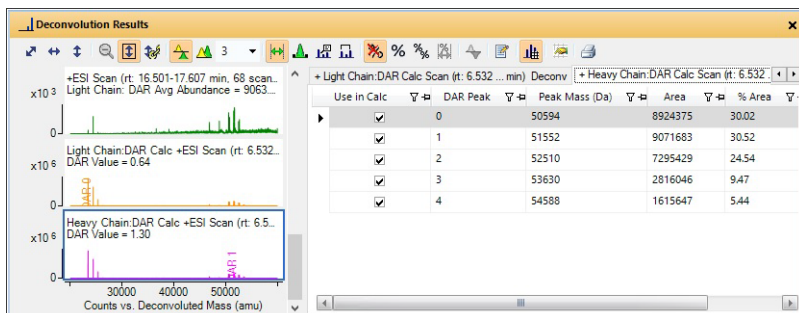 Deconvolution Results
3
+ESI Scan (rt: 16.501-17.607 min, 68 scan...
Light Chain: DAR Avg Abundance = 9063...
x10 3
5
0
Light Chain:DAR Calc +ESI Scan (rt: 6.532...
DAR Value = 0.64
x10 6
DAR 0
0
Heavy Chain:DAR Calc +ESI Scan (rt: 6.5...
DAR Value = 1.30
x10 6
DAR 1
0
30000 40000 50000
Counts vs. Deconvoluted Mass (amu)
+ Light Chain:DAR Calc Scan (rt: 6.532 ... min) Deconv + Heavy Chain:DAR Calc Scan (rt: 6.532 .
Use in Calc DAR Peak Peak Mass (Da) Area % Area
0 50594 8924375 30.02
1 51552 9071683 30.52
2 52510 7295429 24.54
3 53630 2816046 9.47
4 54588 1615647 5.44